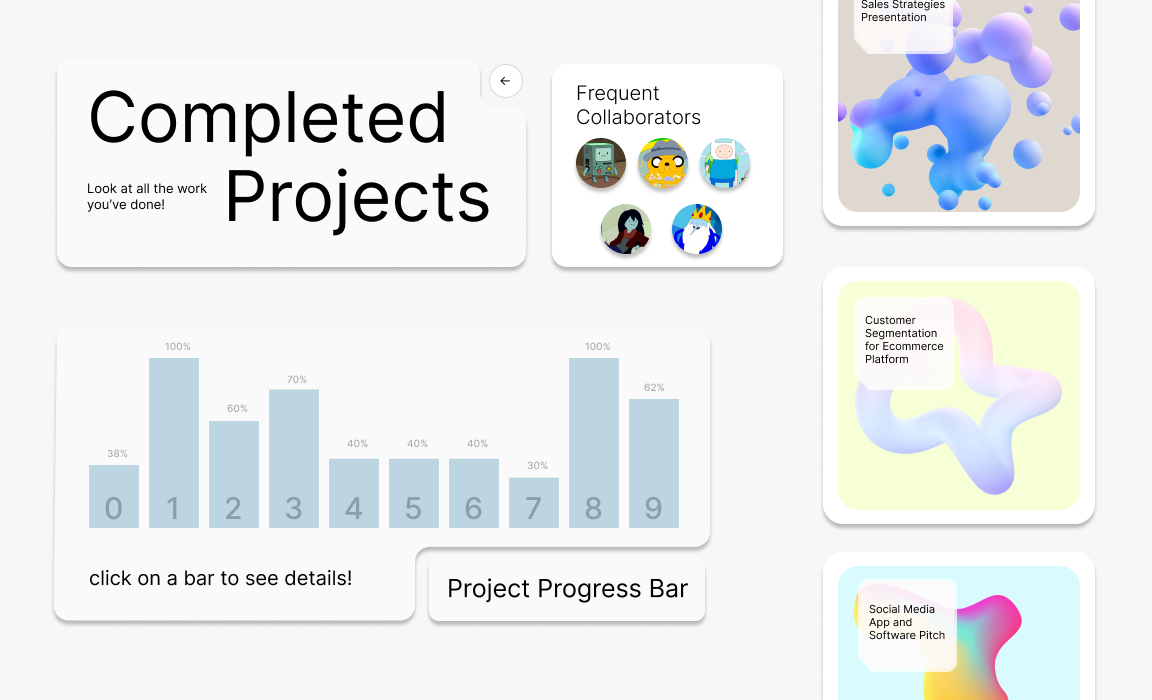 Completed
Projects
Look at all the work
you've done!
←
Frequent
Collaborators
Sales Strategies
Presentation
Customer
Segmentation
for Ecommerce
Platform
Social Media
App and
Software Pitch
38%
100%
60%
70%
40%
40%
40%
30%
100%
62%
0
1
2
3
4
5
6
7
8
9
click on a bar to see details!
Project Progress Bar